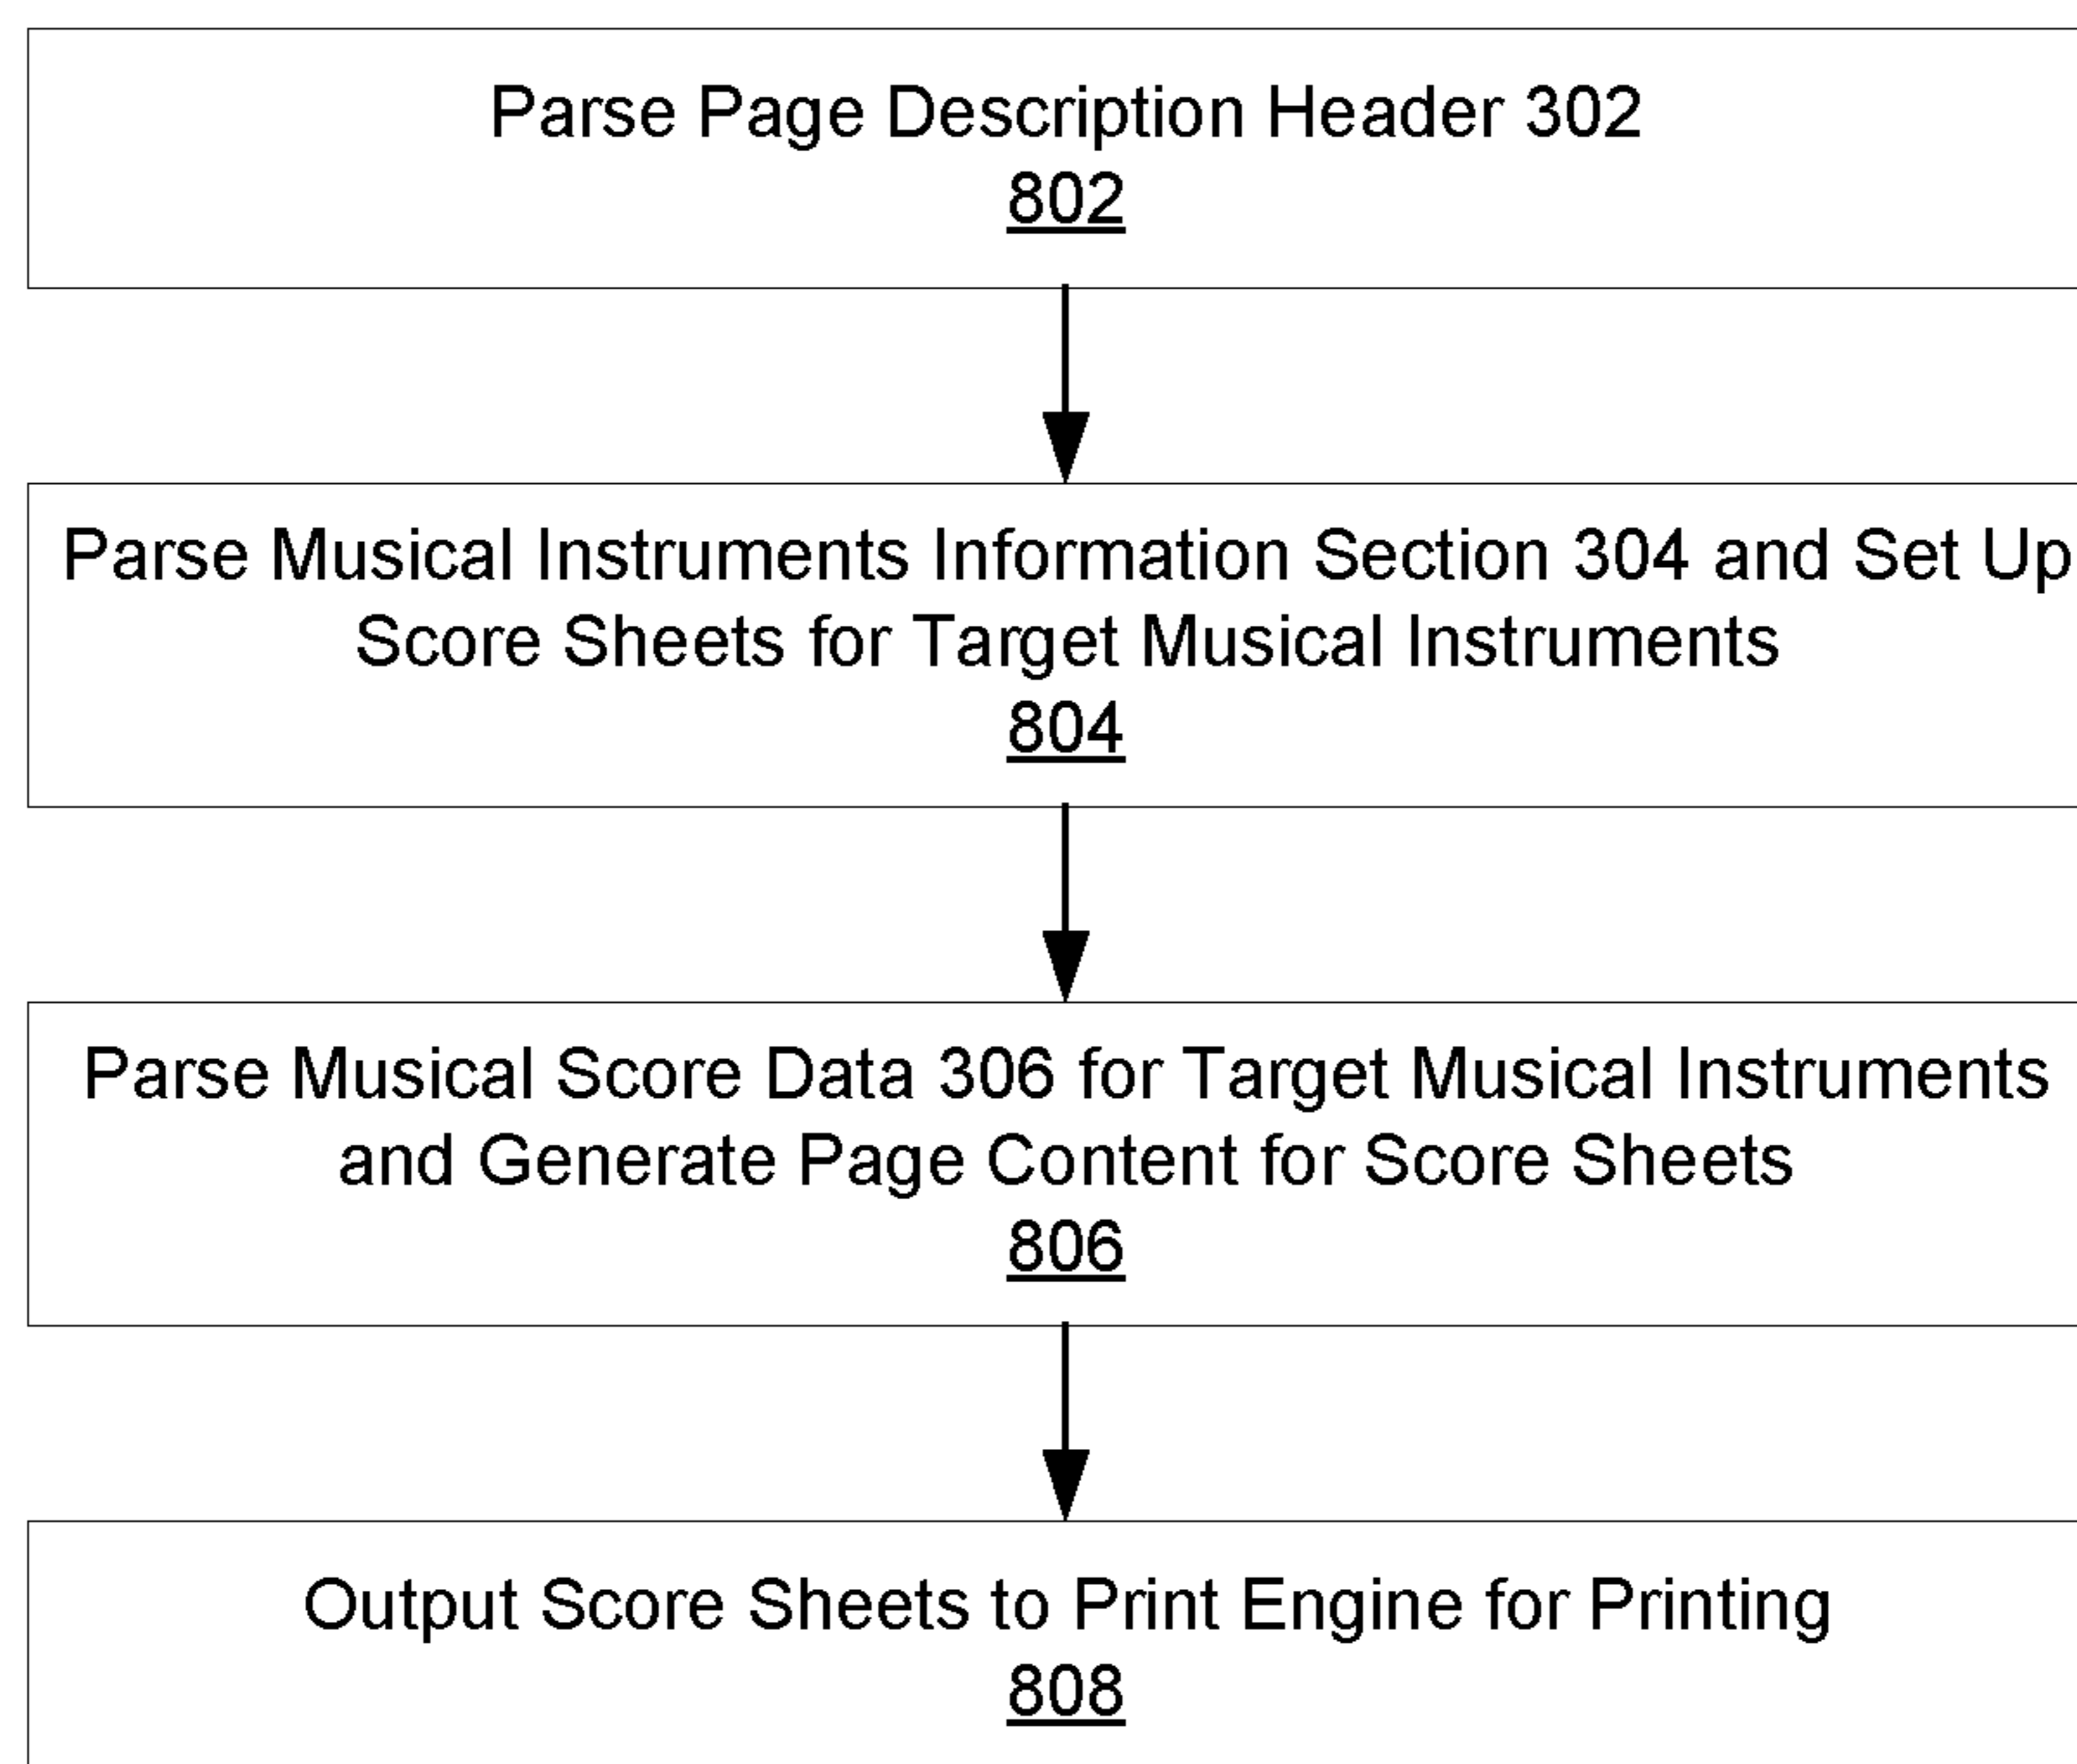 Parse Page Description Header 302
802
Parse Musical Instruments Information Section 304 and Set Up
Score Sheets for Target Musical Instruments
804
Parse Musical Score Data 306 for Target Musical Instruments
and Generate Page Content for Score Sheets
806
Output Score Sheets to Print Engine for Printing
808